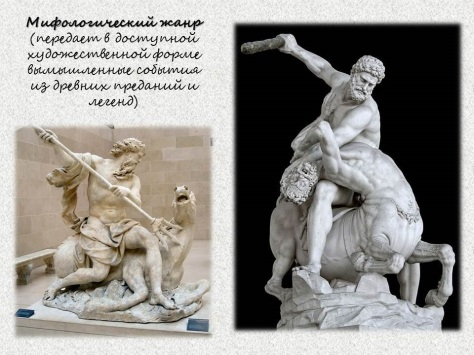 Мифологический жанр
(передает в доступной
художественной форме
вымышленные события
из древних преданий и
легенд)